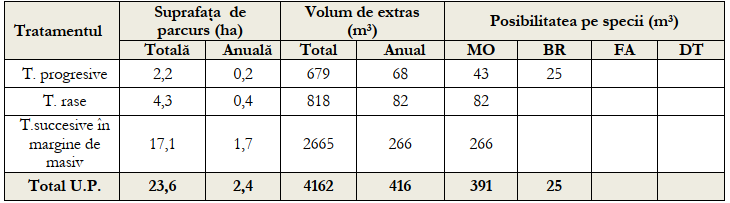 Tratamentul | Suprafața de parcurs (ha) | Volum de extras (m³) | Posibilitatea pe specii (m³)
Totală | Anuală | Total | Anual | MO | BR | FA | DT
T. progresive | 2,2 | 0,2 | 679 | 68 | 43 | 25
T. rase | 4,3 | 0,4 | 818 | 82 | 82
T.succesive în margine de masiv | 17,1 | 1,7 | 2665 | 266 | 266
Total U.P. | 23,6 | 2,4 | 4162 | 416 | 391 | 25